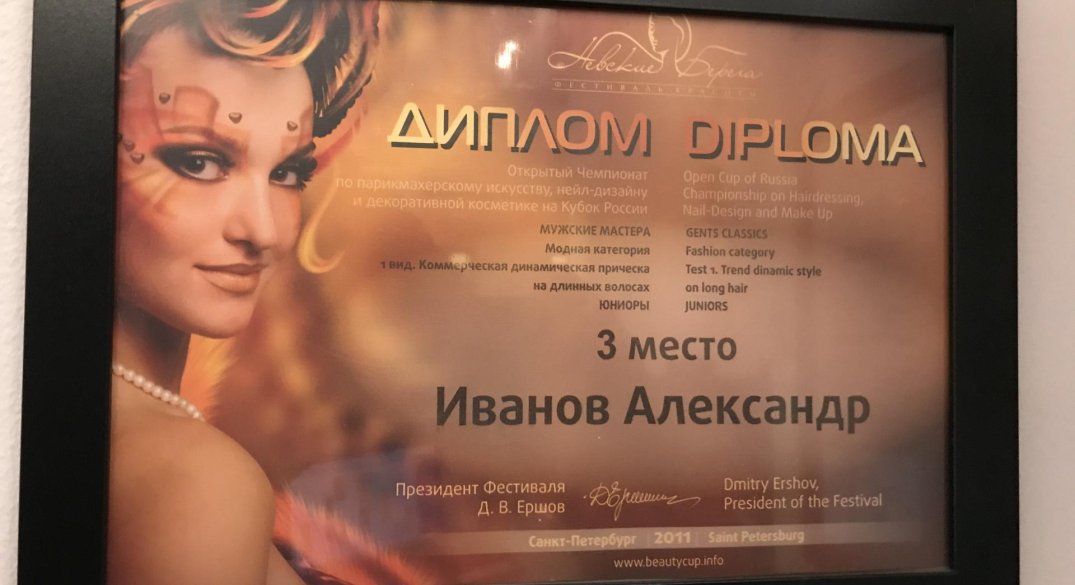 Невские Берега
ФЕСТИВАЛЬ КРАСОТЫ
ДИПЛОМ DIPLOMA
Открытый Чемпионат
по парикмахерскому искусству, нейл-дизайну
и декоративной косметике на Кубок России
Open Cup of Russia
Championship on Hairdressing,
Nail-Design and Make Up
МУЖСКИЕ МАСТЕРА GENTS CLASSICS
Модная категория Fashion category
1 вид. Коммерческая динамическая прическа Test 1. Trend dinamic style
на длинных волосах on long hair
ЮНИОРЫ JUNIORS
3 место
Иванов Александр
Президент Фестиваля
Д. В. Ершов
Dmitry Ershov,
President of the Festival
Санкт-Петербург 2011 Saint Petersburg
www.beautycup.info